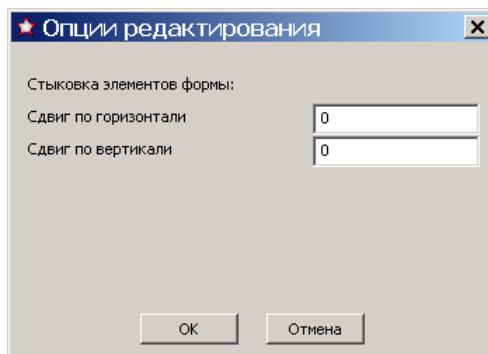 Опции редактирования
Стыковка элементов формы:
Сдвиг по горизонтали 0
Сдвиг по вертикали 0
OK Отмена